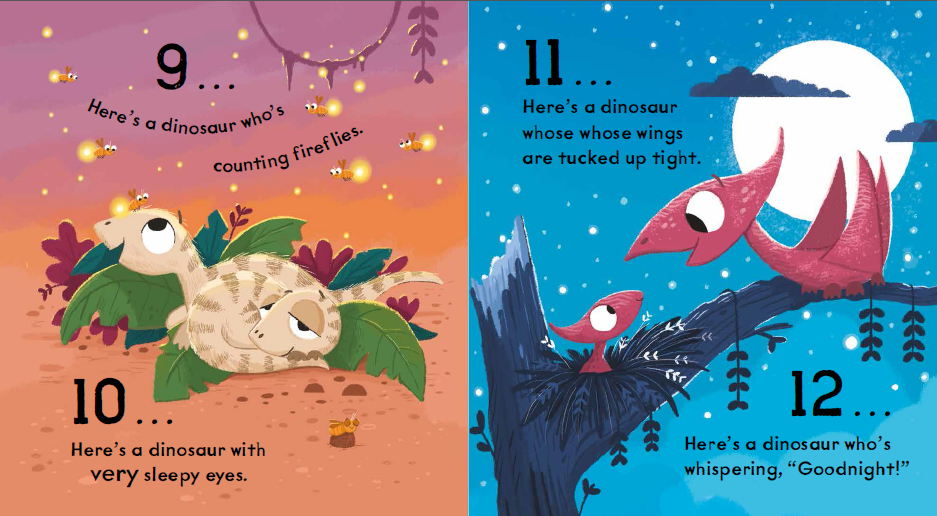 9...
Here's a dinosaur who's
counting fireflies.
10...
Here's a dinosaur with
very sleepy eyes.
11...
Here's a dinosaur
whose whose wings
are tucked up tight.
12...
Here's a dinosaur who's
whispering, “Goodnight!”